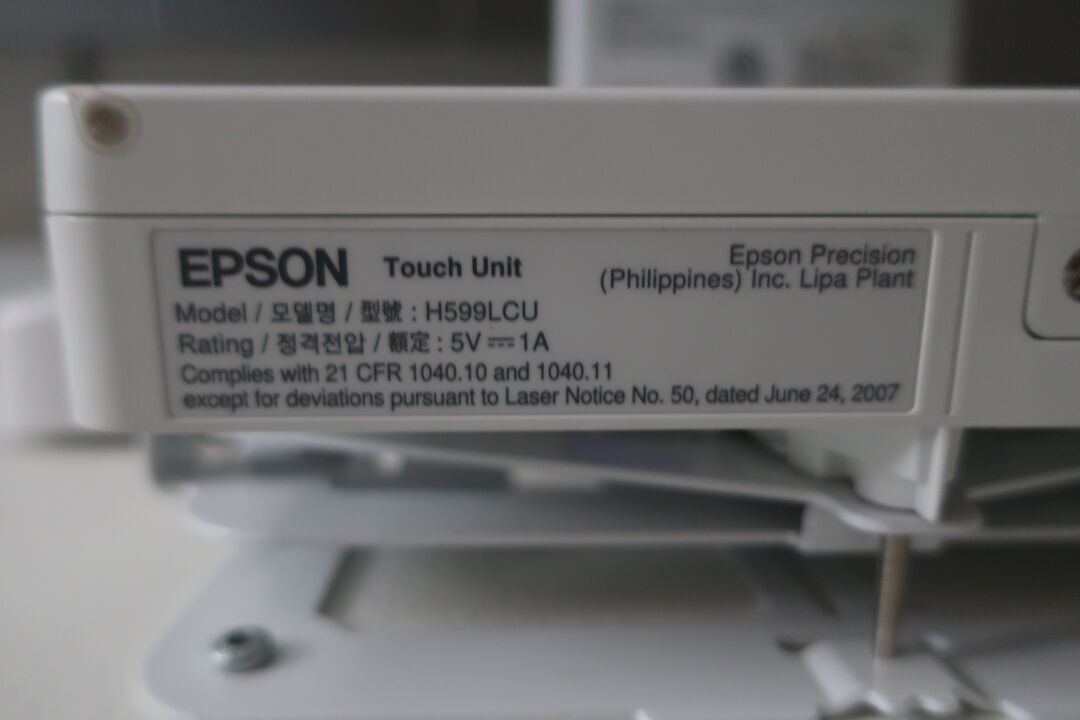 EPSON Touch Unit
Epson Precision
(Philippines) Inc. Lipa Plant
Model / 모델명 / 型號 : H599LCU
Rating / 정격전압 / 額定 : 5V ⎓ 1A
Complies with 21 CFR 1040.10 and 1040.11
except for deviations pursuant to Laser Notice No. 50, dated June 24, 2007